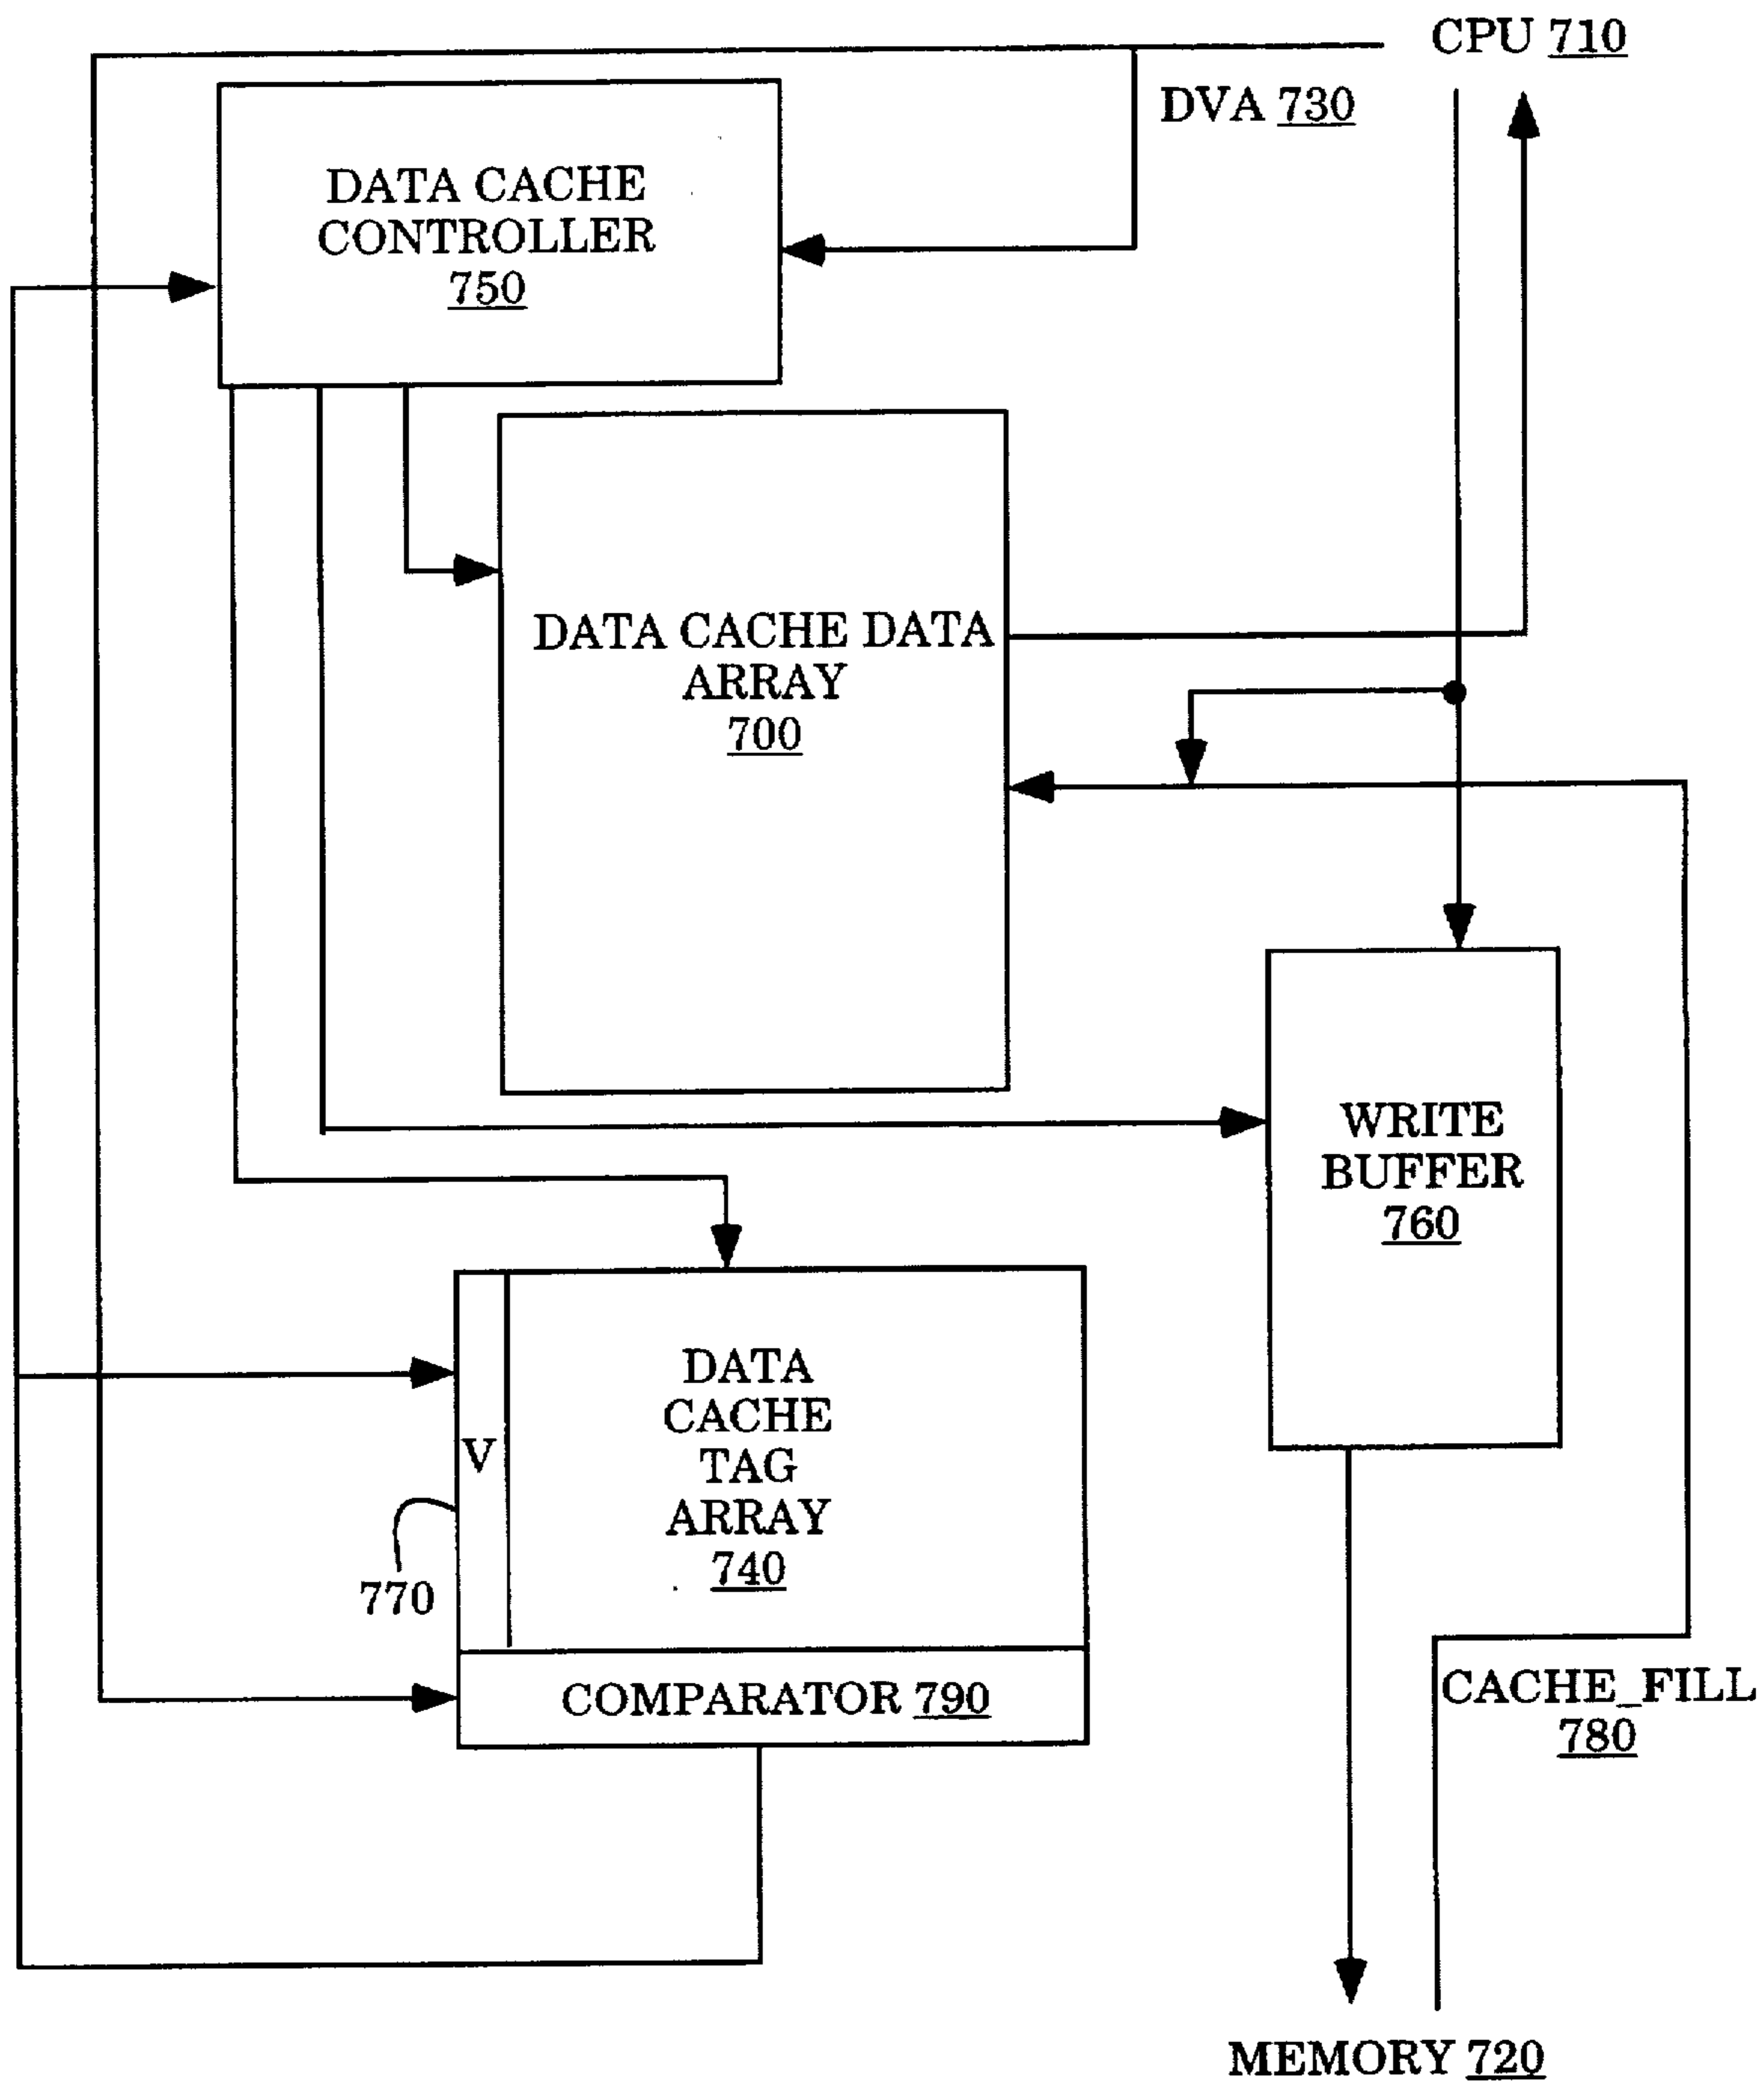 CPU 710
DVA 730
DATA CACHE
CONTROLLER
750
DATA CACHE DATA
ARRAY
700
WRITE
BUFFER
760
DATA
CACHE
TAG
ARRAY
740
V
770
COMPARATOR 790
CACHE_FILL
780
MEMORY 720